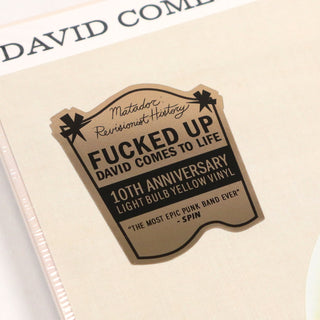 DAVID COME
Matador
Revisionist History
FUCKED UP
DAVID COMES TO LIFE
10TH ANNIVERSARY
LIGHT BULB YELLOW VINYL
"THE MOST EPIC PUNK BAND EVER"
- SPIN